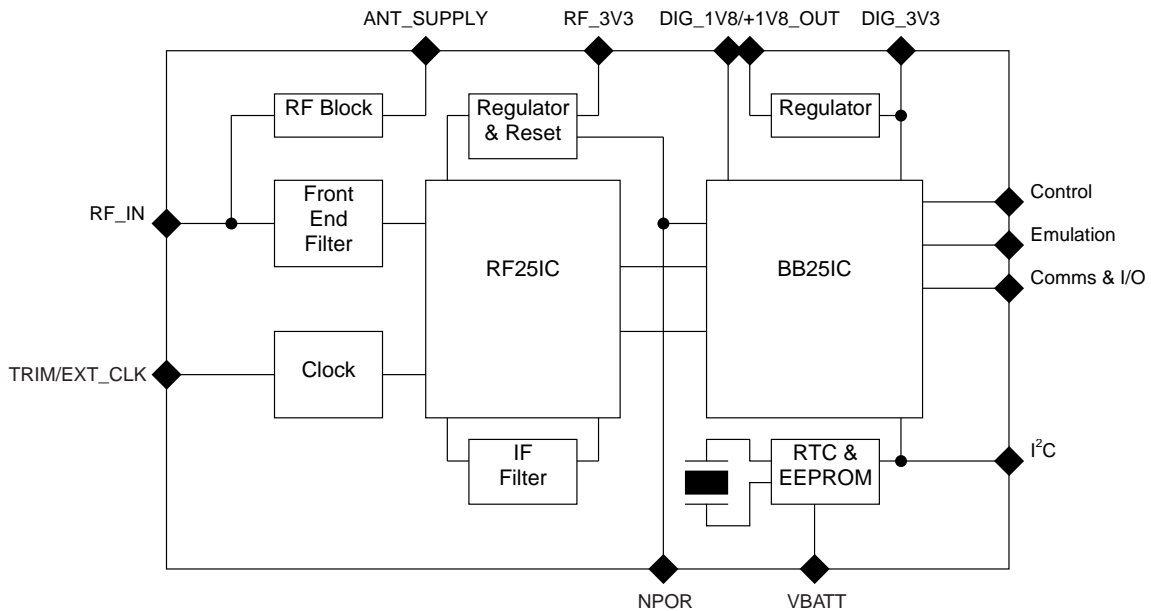 ANT_SUPPLY
RF_3V3
DIG_1V8/+1V8_OUT
DIG_3V3
RF Block
Regulator
& Reset
Regulator
RF_IN
Front
End
Filter
RF25IC
BB25IC
Control
Emulation
Comms & I/O
TRIM/EXT_CLK
Clock
IF
Filter
RTC &
EEPROM
I²C
NPOR
VBATT